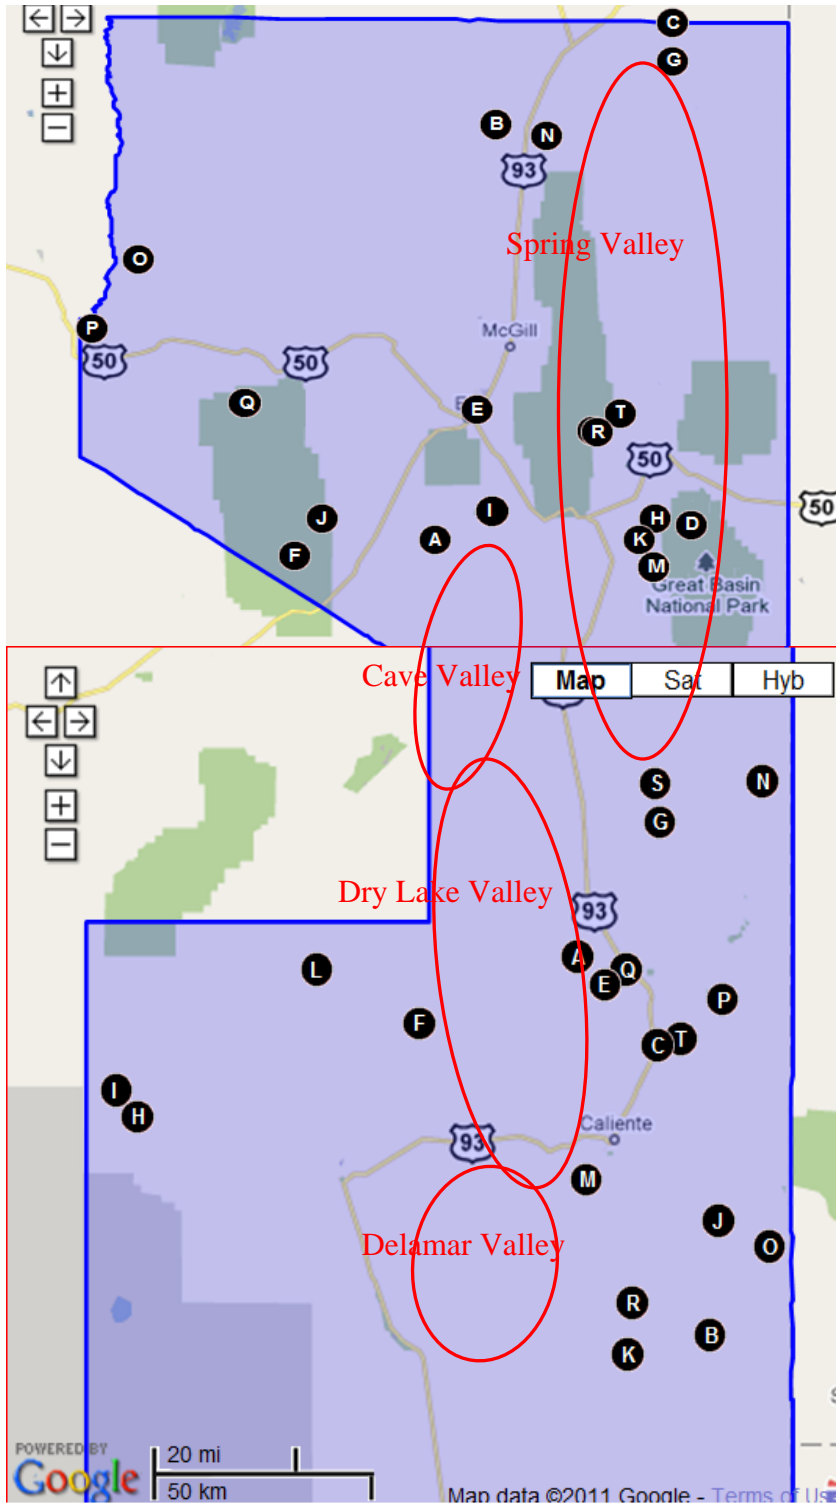 C
G
B
N
93
Spring Valley
O
P
McGill
50
50
Q
E
T
R
50
50
J
I
H
D
A
K
F
M
Great Basin
National Park
Cave Valley
Map
Sat
Hyb
S
N
G
Dry Lake Valley
93
A
Q
L
E
P
F
T
C
I
H
Caliente
93
M
J
Delamar Valley
O
R
B
K
POWERED BY
Google
20 mi
50 km
Map data ©2011 Google - Terms of